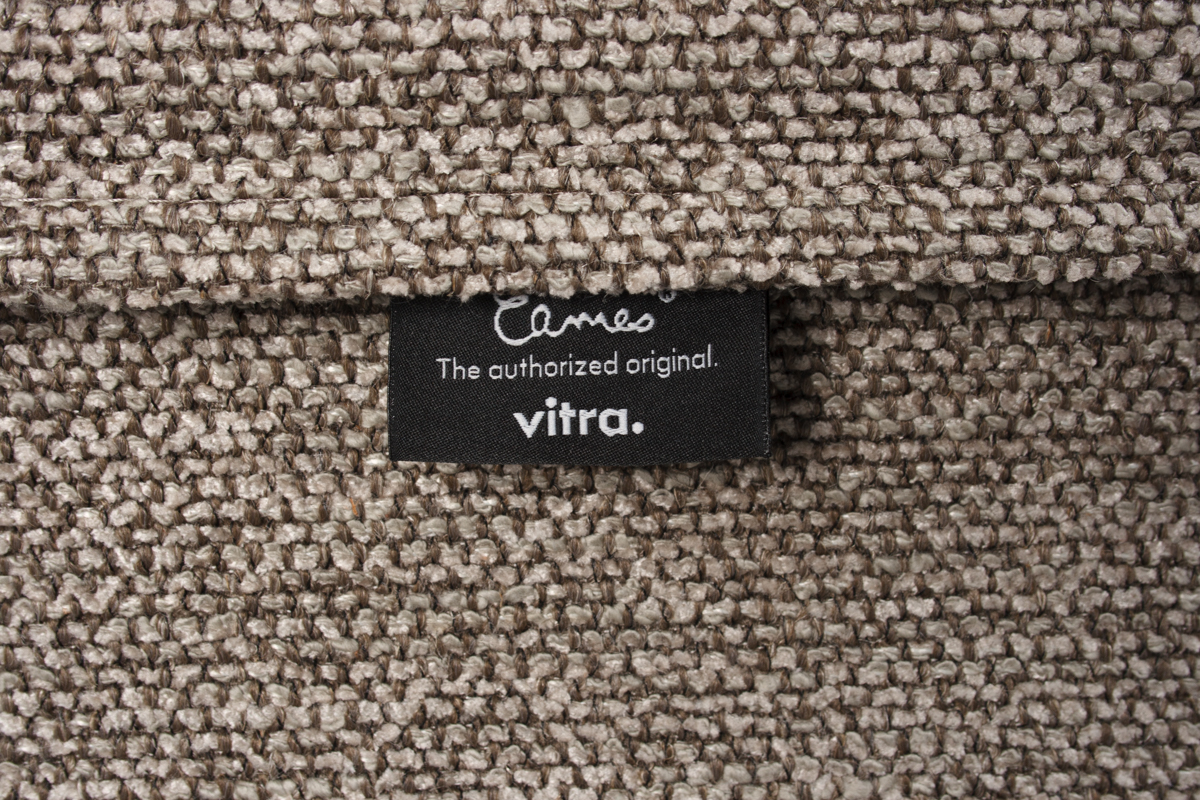 Eames®
The authorized original.
vitra.